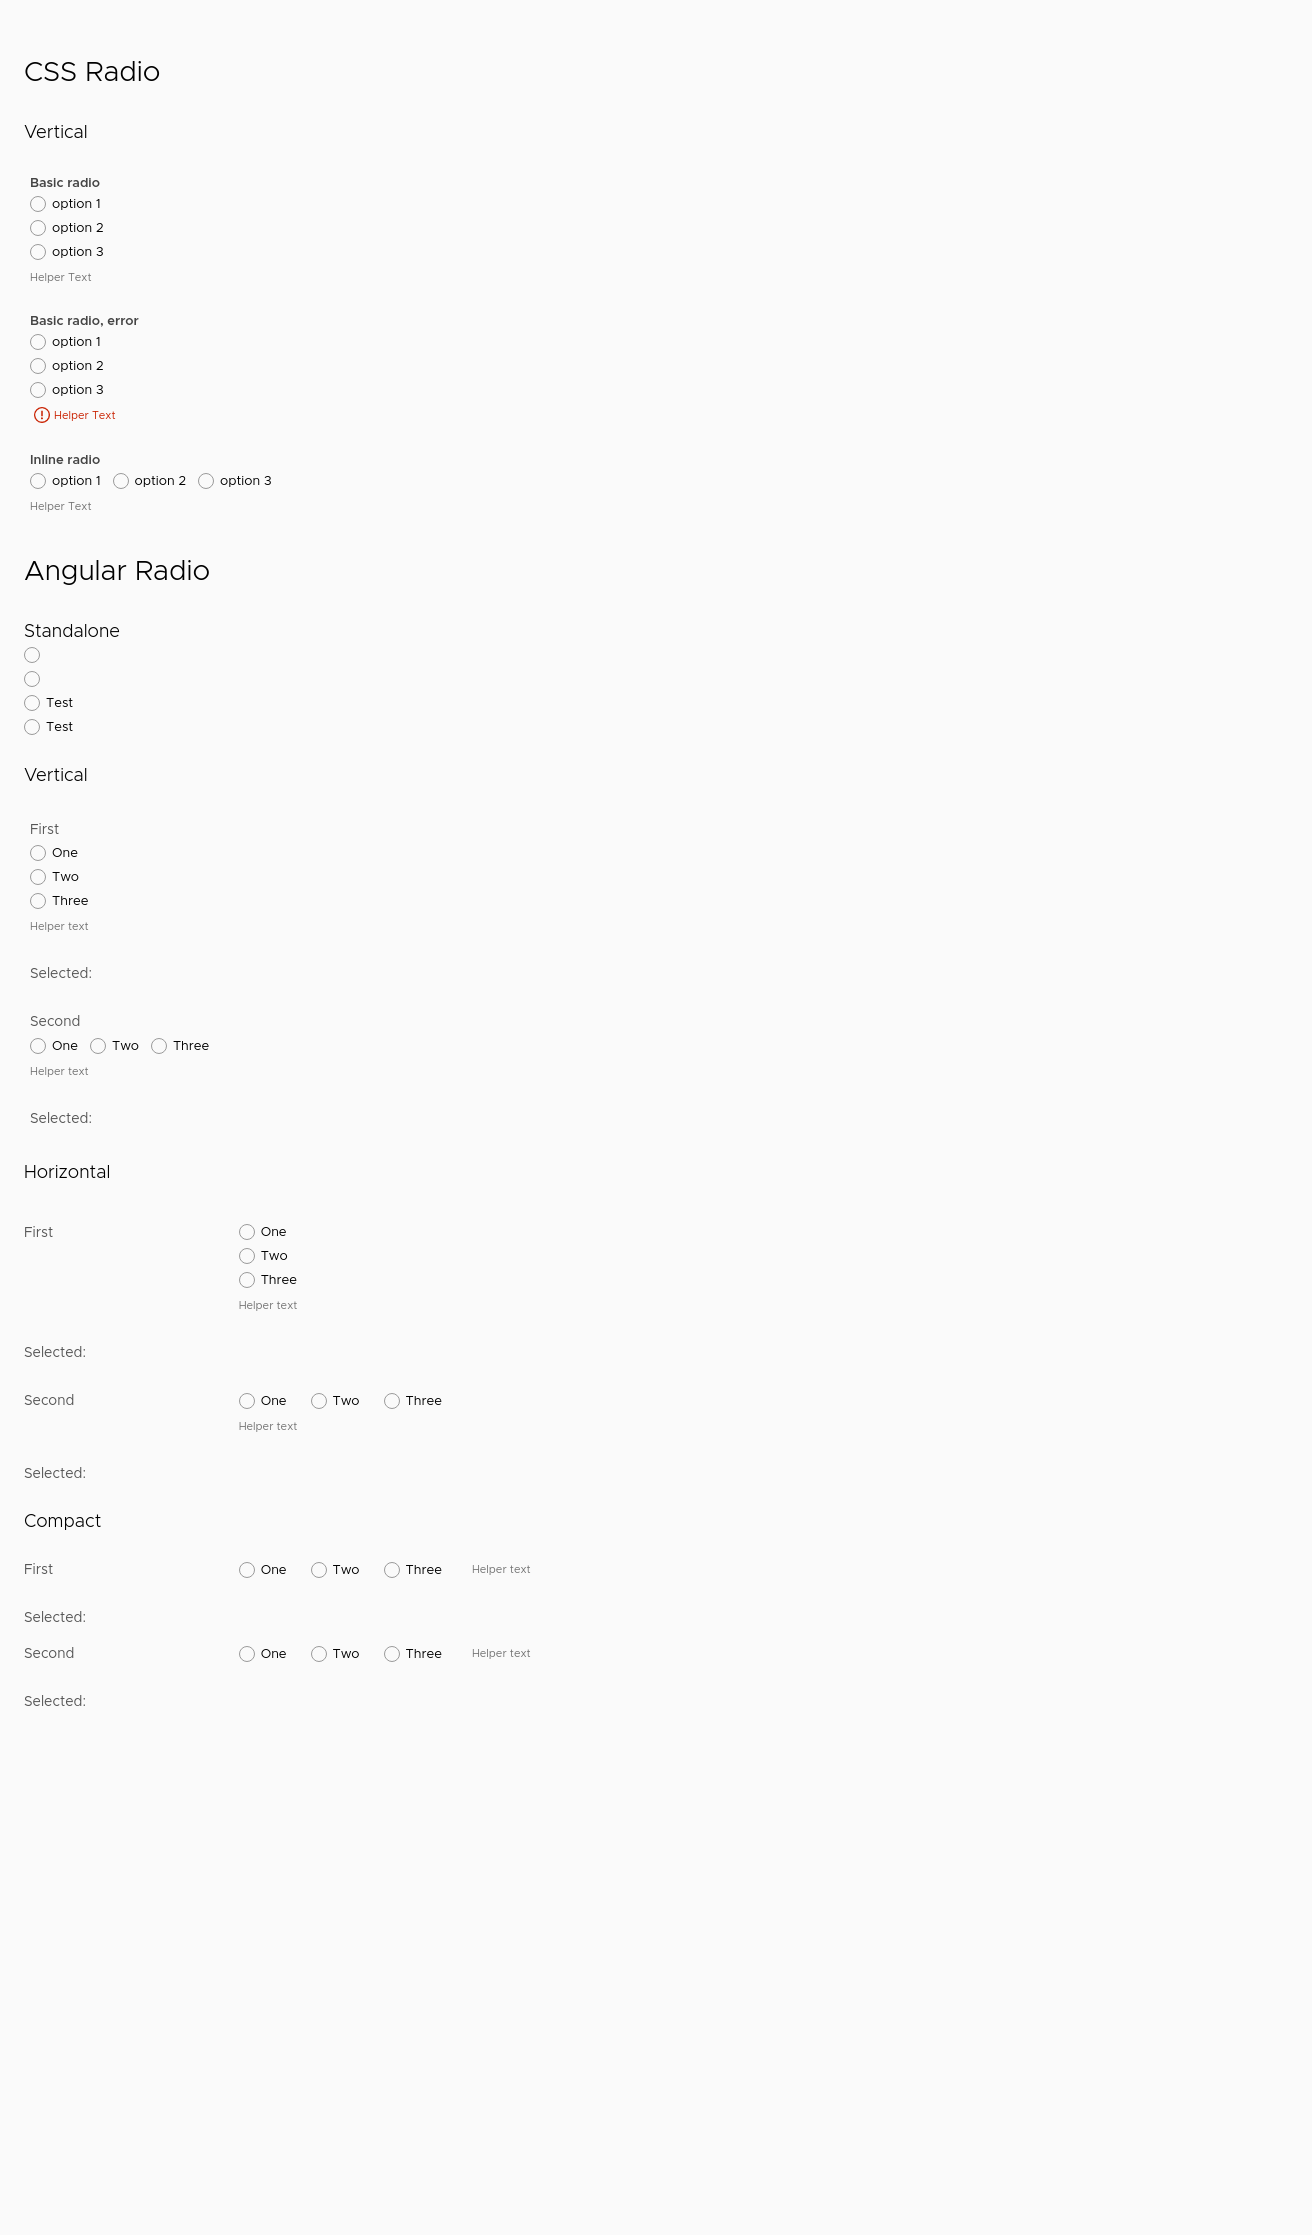 CSS Radio
Vertical
Basic radio
option 1
option 2
option 3
Helper Text
Basic radio, error
option 1
option 2
option 3
Helper Text
Inline radio
option 1 option 2 option 3
Helper Text
Angular Radio
Standalone
Test
Test
Vertical
First
One
Two
Three
Helper text
Selected:
Second
One Two Three
Helper text
Selected:
Horizontal
First One
Two
Three
Helper text
Selected:
Second One Two Three
Helper text
Selected:
Compact
First One Two Three Helper text
Selected:
Second One Two Three Helper text
Selected: